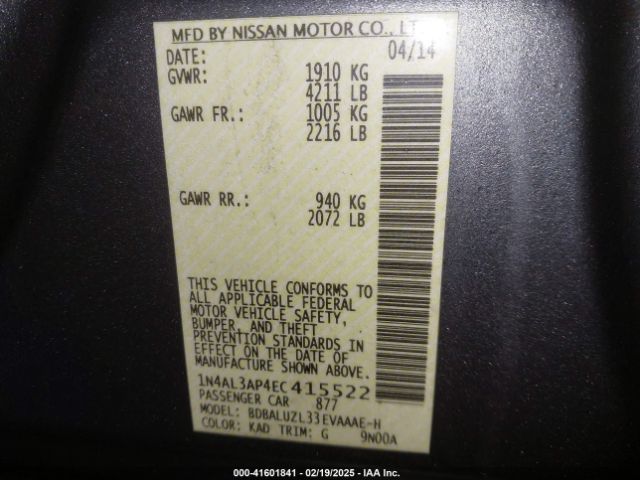 MFD BY NISSAN MOTOR CO., LT
DATE: 04/14
GVWR: 1910 KG
4211 LB
GAWR FR.: 1005 KG
2216 LB
GAWR RR.: 940 KG
2072 LB
THIS VEHICLE CONFORMS TO
ALL APPLICABLE FEDERAL
MOTOR VEHICLE SAFETY,
BUMPER, AND THEFT
PREVENTION STANDARDS IN
EFFECT ON THE DATE OF
MANUFACTURE SHOWN ABOVE.
1N4AL3AP4EC415522
PASSENGER CAR 877
MODEL: BDBALUZL33EVAAAE-H
COLOR: KAD TRIM: G 9N00A
000-41601841 - 02/19/2025 - IAA Inc.